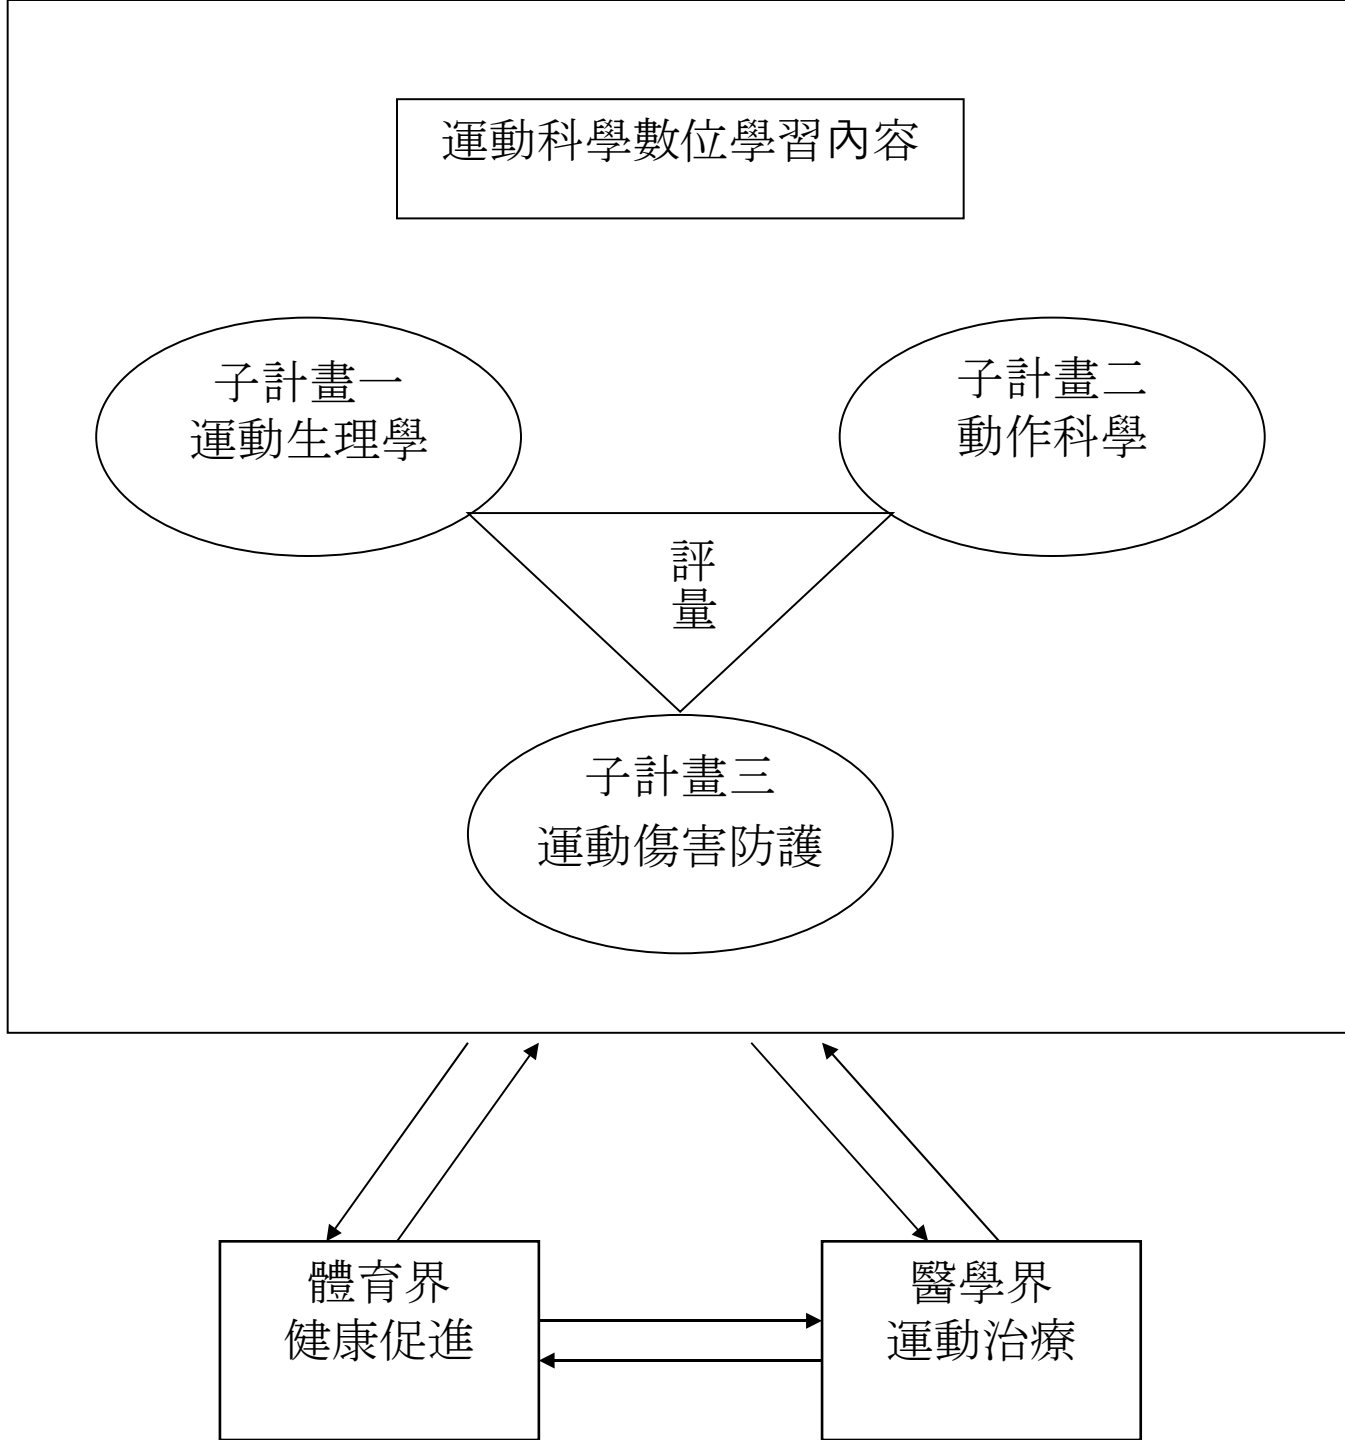 運動科學數位學習內容
子計畫一
運動生理學
子計畫二
動作科學
評
量
子計畫三
運動傷害防護
體育界
健康促進
醫學界
運動治療